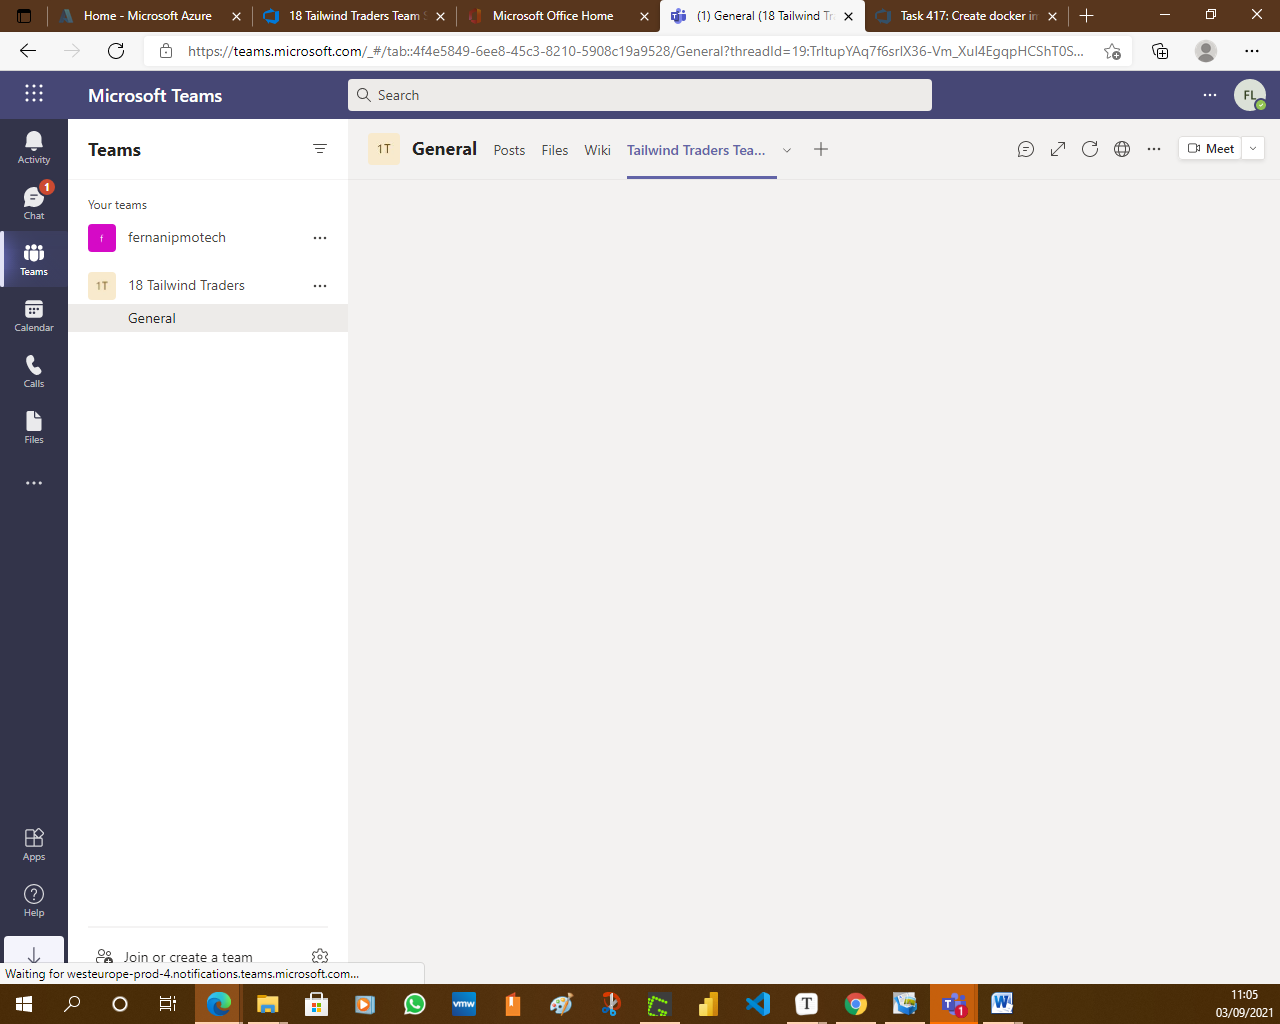 Home - Microsoft Azure
18 Tailwind Traders Team S
Microsoft Office Home
(1) General (18 Tailwind Tr
Task 417: Create docker im
https://teams.microsoft.com/_#/tab::4f4e5849-6ee8-45c3-8210-5908c19a9528/General?threadId=19:TrltupYAq7f6srlX36-Vm_Xul4EgqpHCShT0S...
Microsoft Teams
Search
FL
Activity
Chat
1
Teams
Calendar
Calls
Files
Apps
Help
Teams
Your teams
f
fernanipmotech
1T
18 Tailwind Traders
General
Join or create a team
1T
General
Posts
Files
Wiki
Tailwind Traders Tea...
Meet
Waiting for westeurope-prod-4.notifications.teams.microsoft.com...
vmw
T
1
W
11:05
03/09/2021